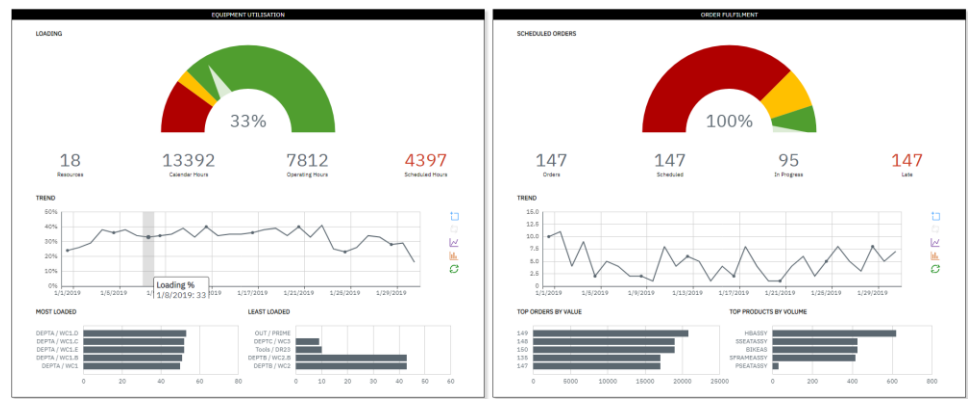 EQUIPMENT UTILISATION
LOADING
33%
18 13392 7812 4397
Resources Calendar Hours Operating Hours Scheduled Hours
TREND
50%
40%
30%
20%
10%
0%
1/1/2019 1/5/2019 1/ 1/17/2019 1/21/2019 1/25/2019 1/29/2019
Loading %
1/8/2019: 33
MOST LOADED
DEPTA / WC1.D
DEPTA / WC1.C
DEPTA / WC1.E
DEPTA / WC1.B
DEPTA / WC1
0 20 40 60 80
LEAST LOADED
OUT / PRIME
DEPTC / WC3
Tools / DR23
DEPTB / WC2.B
DEPTB / WC2
0 10 20 30 40 50 60
ORDER FULFILMENT
SCHEDULED ORDERS
100%
147 147 95 147
Orders Scheduled In Progress Late
TREND
15.0
12.5
10.0
7.5
5.0
2.5
0
1/1/2019 1/5/2019 1/9/2019 1/13/2019 1/17/2019 1/21/2019 1/25/2019 1/29/2019
TOP ORDERS BY VALUE
149
148
150
136
147
0 5000 10000 15000 20000 25000
TOP PRODUCTS BY VOLUME
HBASSY
SSEATASSY
BIKEAS
SFRAMEASSY
PSEATASSY
0 200 400 600 800